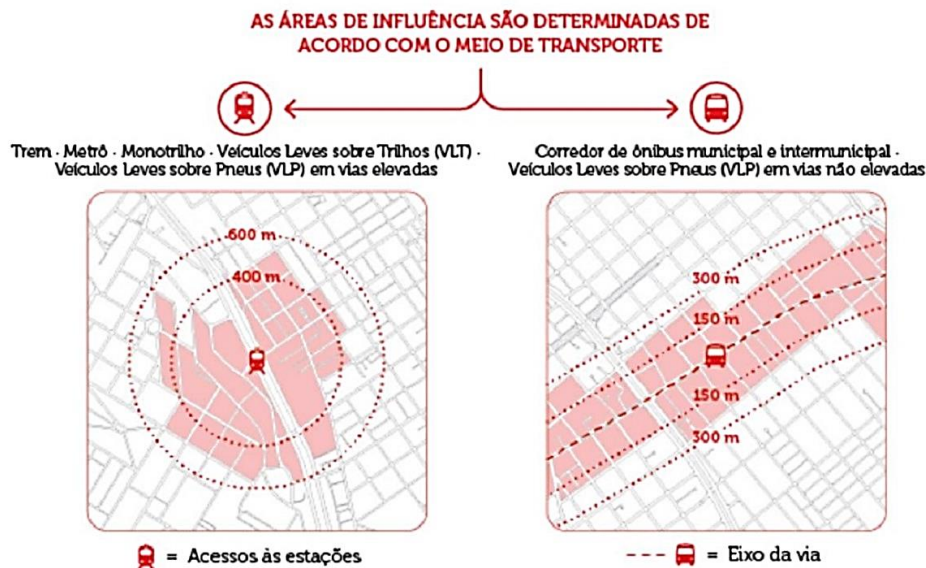 AS ÁREAS DE INFLUÊNCIA SÃO DETERMINADAS DE
ACORDO COM O MEIO DE TRANSPORTE
Trem · Metrô · Monotrilho · Veículos Leves sobre Trilhos (VLT) ·
Veículos Leves sobre Pneus (VLP) em vias elevadas
600 m
400 m
= Acessos às estações
Corredor de ônibus municipal e intermunicipal ·
Veículos Leves sobre Pneus (VLP) em vias não elevadas
300 m
150 m
150 m
300 m
= Eixo da via